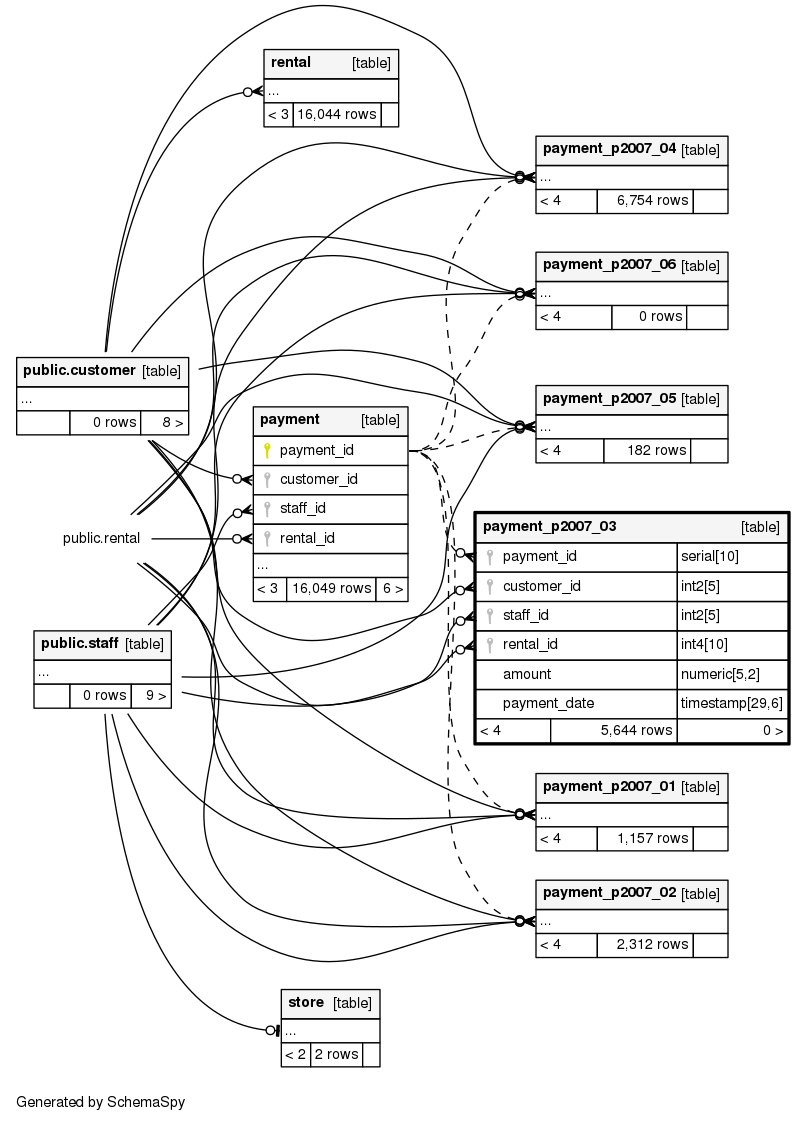 rental [table]
...
< 3 16,044 rows
payment_p2007_04 [table]
...
< 4 6,754 rows
payment_p2007_06 [table]
...
< 4 0 rows
public.customer [table]
...
0 rows 8 >
payment_p2007_05 [table]
...
< 4 182 rows
payment [table]
payment_id
customer_id
staff_id
rental_id
...
< 3 16,049 rows 6 >
public.rental
payment_p2007_03 [table]
payment_id serial[10]
customer_id int2[5]
staff_id int2[5]
rental_id int4[10]
amount numeric[5,2]
payment_date timestamp[29,6]
< 4 5,644 rows 0 >
public.staff [table]
...
0 rows 9 >
payment_p2007_01 [table]
...
< 4 1,157 rows
payment_p2007_02 [table]
...
< 4 2,312 rows
store [table]
...
< 2 2 rows
Generated by SchemaSpy